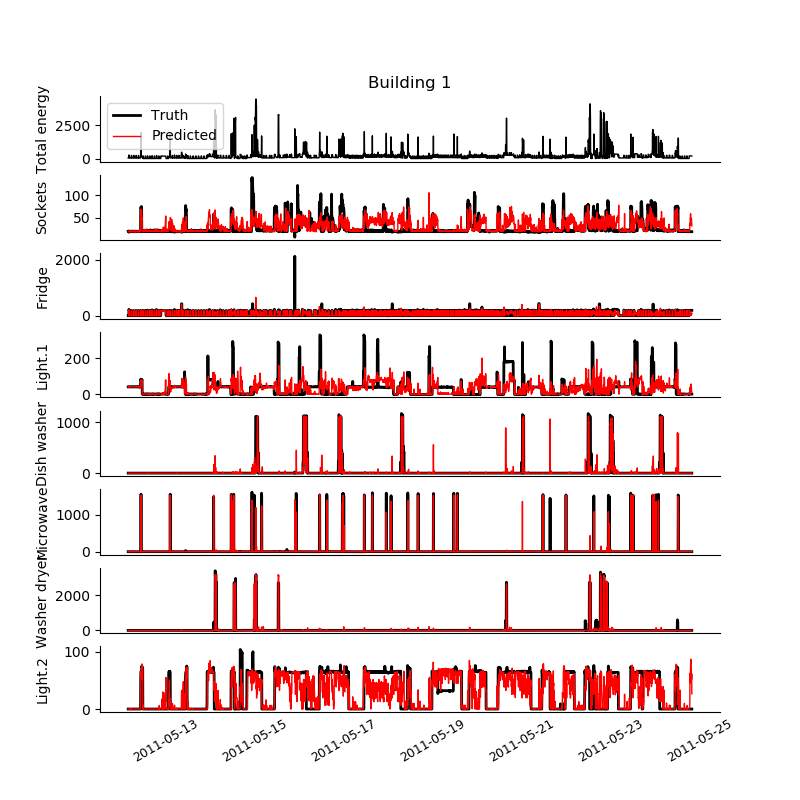 Building 1
Total energy
2500
0
Truth
Predicted
Sockets
100
50
Fridge
2000
0
Light.1
200
0
Dish washer
1000
0
Microwave
1000
0
Washer dryer
2000
0
Light.2
100
0
2011-05-13
2011-05-15
2011-05-17
2011-05-19
2011-05-21
2011-05-23
2011-05-25